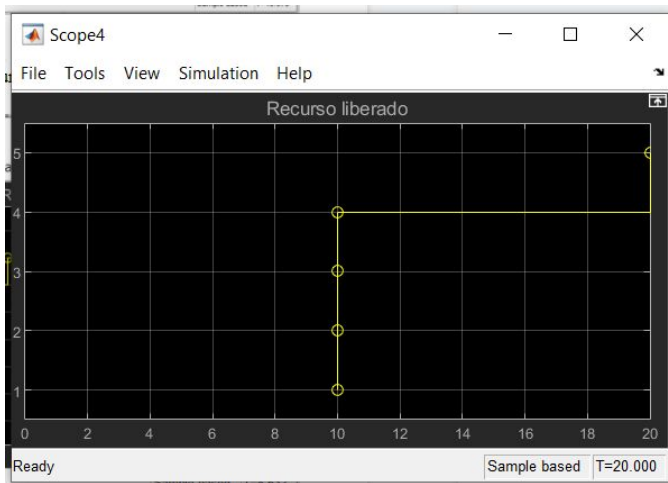 Scope4
File Tools View Simulation Help
Recurso liberado
5
4
3
2
1
0 2 4 6 8 10 12 14 16 18 20
Ready Sample based T=20.000